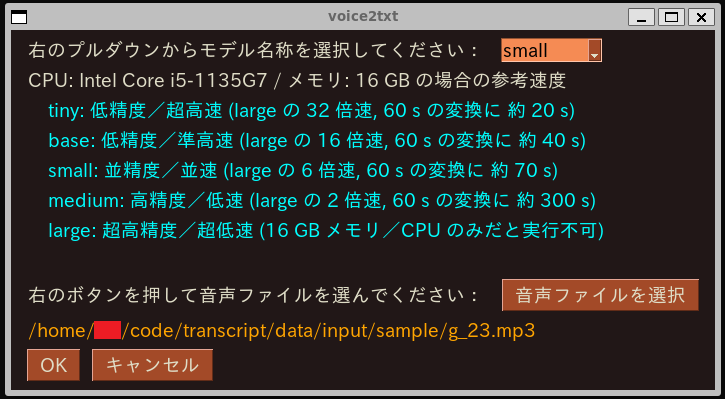 voice2txt
右のプルダウンからモデル名称を選択してください： small
CPU: Intel Core i5-1135G7 / メモリ: 16 GB の場合の参考速度
tiny: 低精度／超高速 (large の 32 倍速, 60 s の変換に 約 20 s)
base: 低精度／準高速 (large の 16 倍速, 60 s の変換に 約 40 s)
small: 並精度／並速 (large の 6 倍速, 60 s の変換に 約 70 s)
medium: 高精度／低速 (large の 2 倍速, 60 s の変換に 約 300 s)
large: 超高精度／超低速 (16 GB メモリ／CPU のみだと実行不可)
右のボタンを押して音声ファイルを選んでください： 音声ファイルを選択
/home/ /code/transcript/data/input/sample/g_23.mp3
OK キャンセル